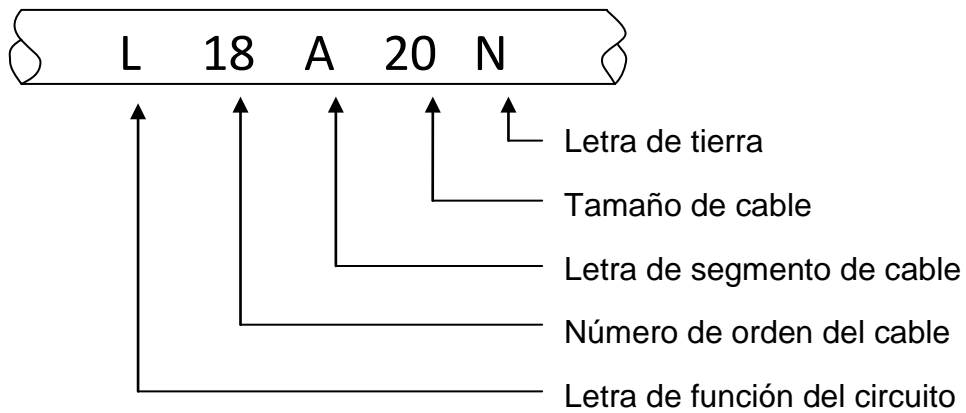 L 18 A 20 N
Letra de tierra
Tamaño de cable
Letra de segmento de cable
Número de orden del cable
Letra de función del circuito